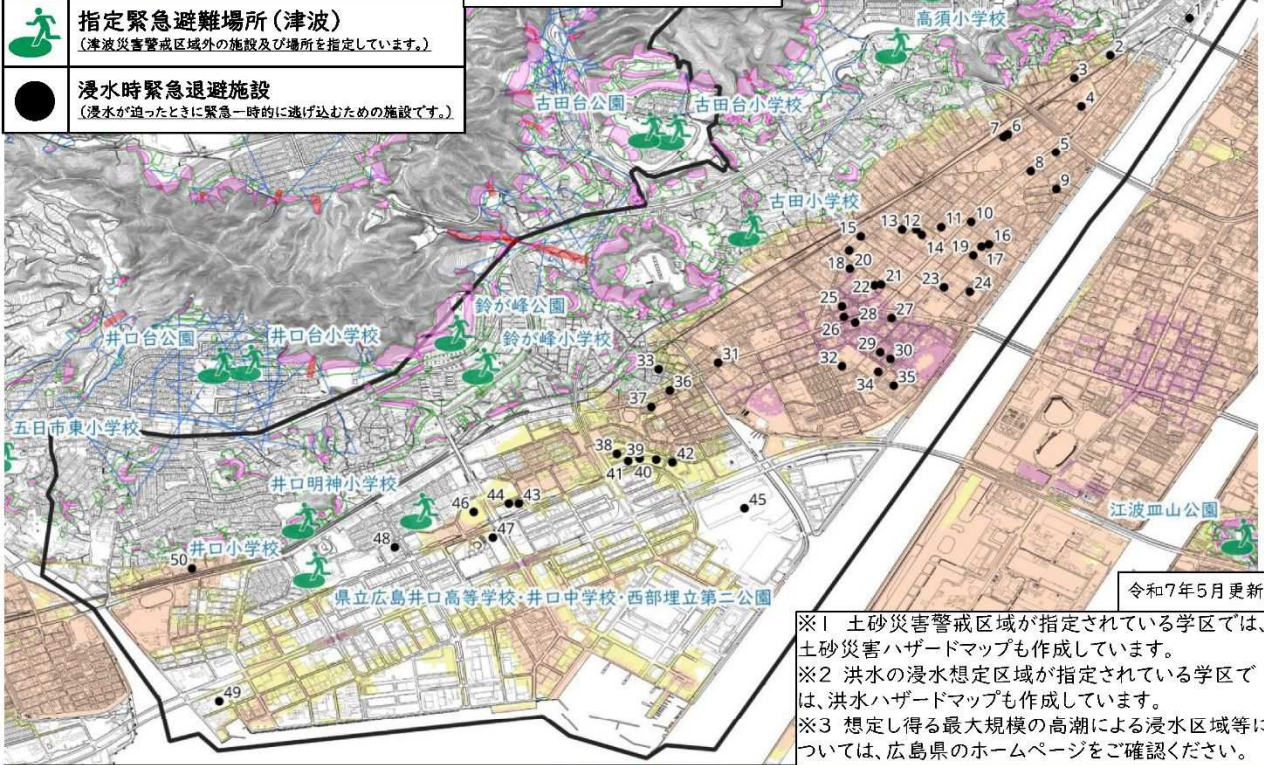 指定緊急避難場所(津波)
(津波災害警戒区域外の施設及び場所を指定しています。)
浸水時緊急退避施設
(浸水が迫ったときに緊急一時的に逃げ込むための施設です。)
高須小学校
1
2
3
4
古田台公園
古田台小学校
7
6
5
8
9
古田小学校
15
13
12
11
10
14
19
16
17
18
20
22
21
23
24
鈴が峰公園
25
26
28
27
井口台公園
井口台小学校
鈴が峰小学校
29
30
33
31
32
34
35
36
37
五日市東小学校
38
39
41
40
42
井口明神小学校
46
44
43
45
江波皿山公園
47
48
井口小学校
50
県立広島井口高等学校・井口中学校・西部埋立第二公園
49
令和7年5月更新
※1 土砂災害警戒区域が指定されている学区では、
土砂災害ハザードマップも作成しています。
※2 洪水の浸水想定区域が指定されている学区で
は、洪水ハザードマップも作成しています。
※3 想定し得る最大規模の高潮による浸水区域等に
ついては、広島県のホームページをご確認ください。